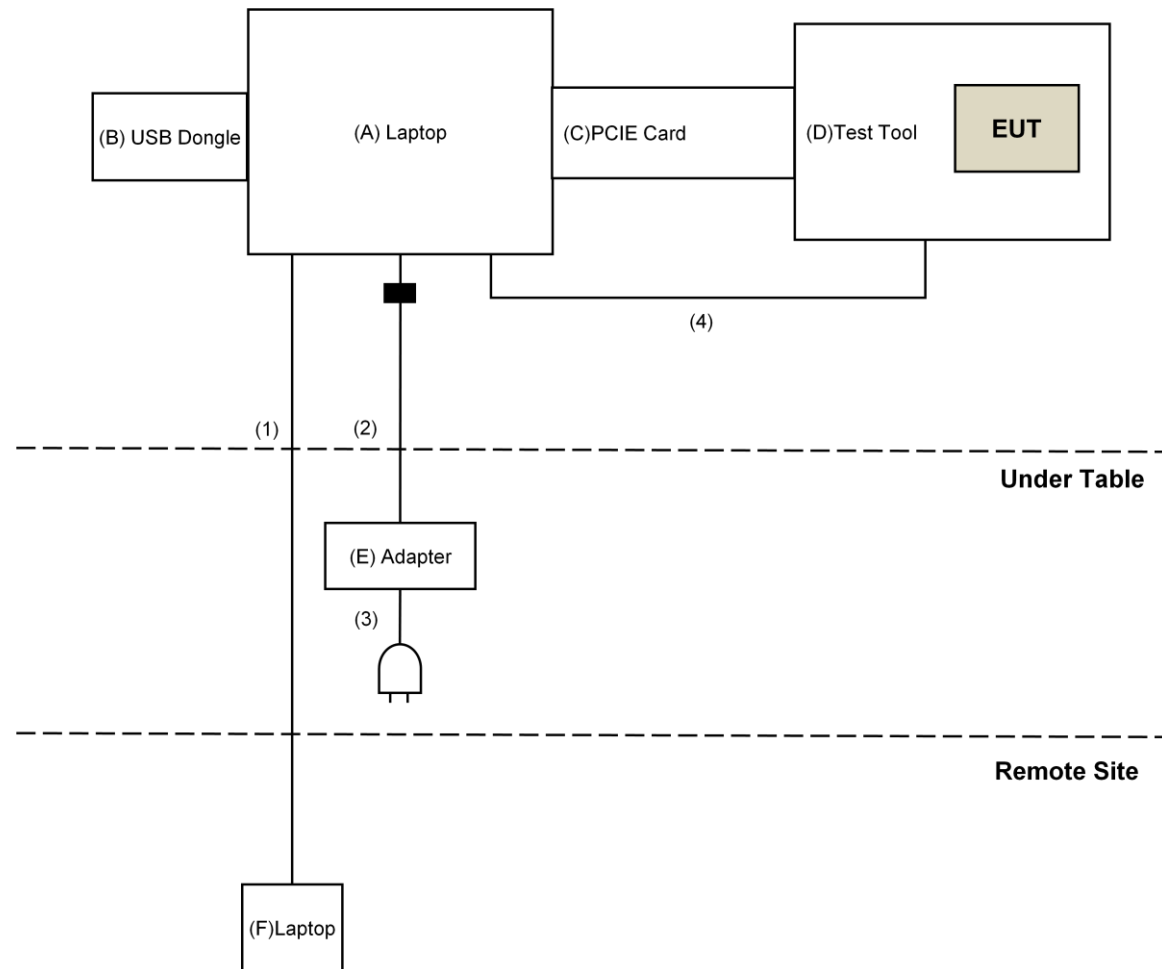 (B) USB Dongle
(A) Laptop
(C)PCIE Card
(D)Test Tool
EUT
(4)
(1)
(2)
Under Table
(E) Adapter
(3)
Remote Site
(F)Laptop